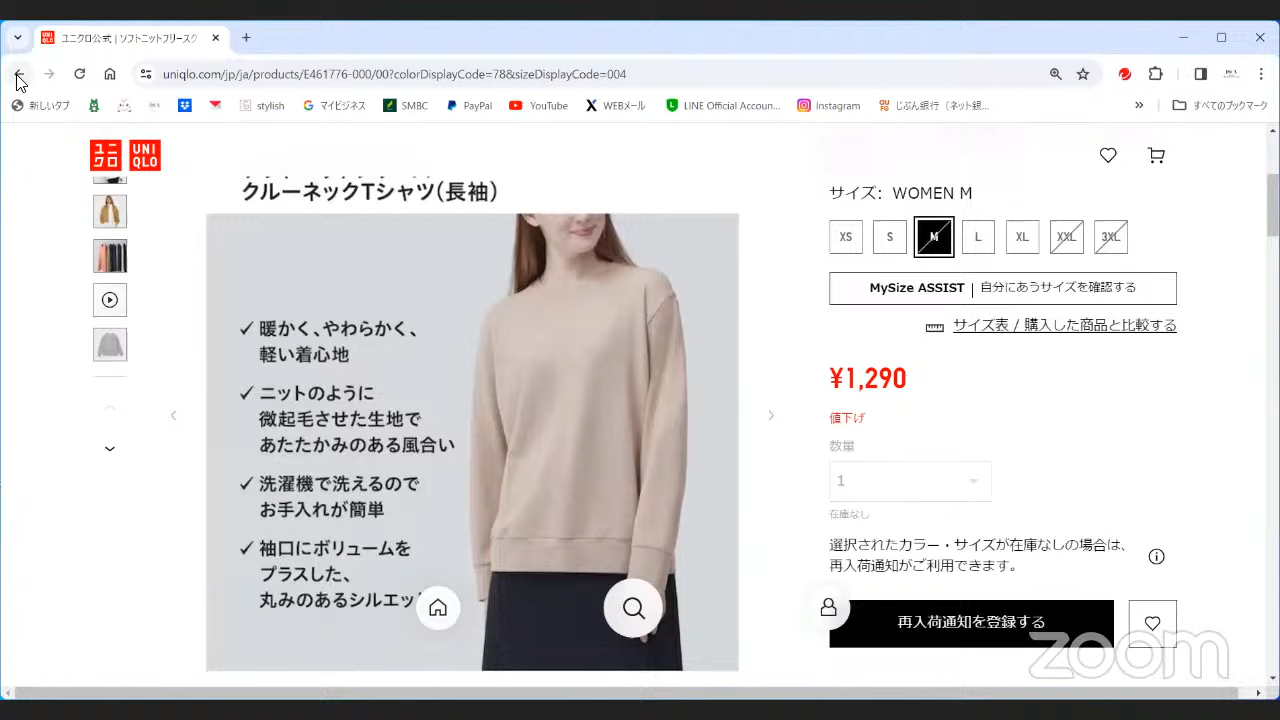 ユニクロ公式 | ソフトニットフリースク
uniqlo.com/jp/ja/products/E461776-000/00?colorDisplayCode=78&sizeDisplayCode=004
新しいタブ
stylish
マイビジネス
SMBC
PayPal
YouTube
WEBメール
LINE Official Accoun...
Instagram
じぶん銀行（ネット銀...
»
すべてのブックマーク
ユニクロ
UNIQLO
クルーネックTシャツ(長袖)
✓ 暖かく、やわらかく、
軽い着心地
✓ ニットのように
微起毛させた生地で
あたたかみのある風合い
✓ 洗濯機で洗えるので
お手入れが簡単
✓ 袖口にボリュームを
プラスした、
丸みのあるシルエッ
サイズ: WOMEN M
XS S M L XL XXL 3XL
MySize ASSIST | 自分にあうサイズを確認する
サイズ表 / 購入した商品と比較する
¥1,290
値下げ
数量
1
在庫なし
選択されたカラー・サイズが在庫なしの場合は、
再入荷通知がご利用できます。
再入荷通知を登録する
zoom